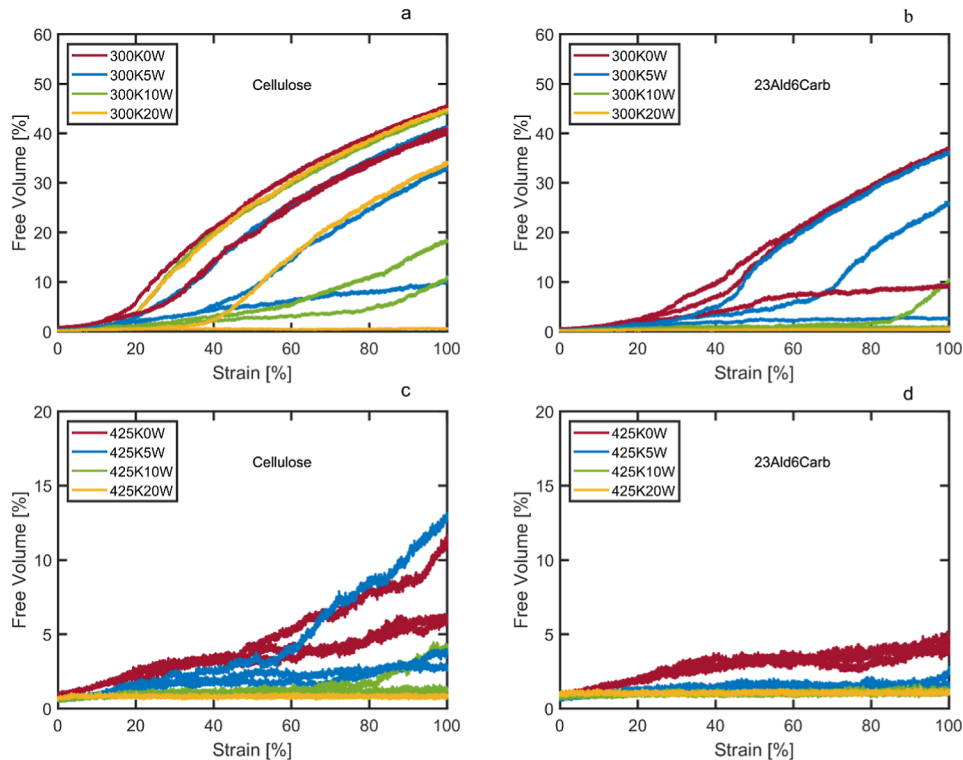 a
60
50
40
30
20
10
0
Free Volume [%]
300K0W
300K5W
300K10W
300K20W
Cellulose
0 20 40 60 80 100
Strain [%]
b
60
50
40
30
20
10
0
Free Volume [%]
300K0W
300K5W
300K10W
300K20W
23Ald6Carb
0 20 40 60 80 100
Strain [%]
c
20
15
10
5
0
Free Volume [%]
425K0W
425K5W
425K10W
425K20W
Cellulose
0 20 40 60 80 100
Strain [%]
d
20
15
10
5
0
Free Volume [%]
425K0W
425K5W
425K10W
425K20W
23Ald6Carb
0 20 40 60 80 100
Strain [%]